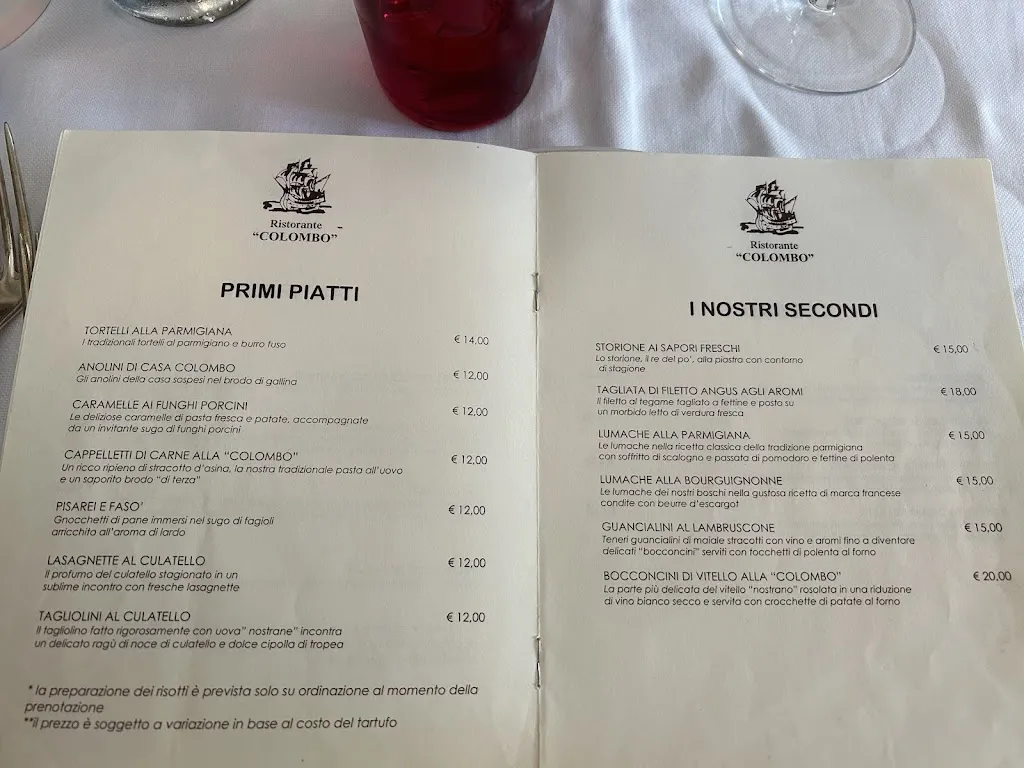 Ristorante
“COLOMBO”
PRIMI PIATTI
TORTELLI ALLA PARMIGIANA € 14,00
I tradizionali tortelli al parmigiano e burro fuso
ANOLINI DI CASA COLOMBO € 12,00
Gli anolini della casa sospesi nel brodo di gallina
CARAMELLE AI FUNGHI PORCINI € 12,00
Le deliziose caramelle di pasta fresca e patate, accompagnate
da un invitante sugo di funghi porcini
CAPPELLETTI DI CARNE ALLA “COLOMBO” € 12,00
Un ricco ripieno di stracotto d’asina, la nostra tradizionale pasta all’uovo
e un saporito brodo “di terza”
PISAREI E FASO’ € 12,00
Gnocchetti di pane immersi nel sugo di fagioli
arricchito all’aroma di lardo
LASAGNETTE AL CULATELLO € 12,00
Il profumo del culatello stagionato in un
sublime incontro con fresche lasagnette
TAGLIOLINI AL CULATELLO € 12,00
Il tagliolino fatto rigorosamente con uova” nostrane” incontra
un delicato ragù di noce di culatello e dolce cipolla di tropea
* la preparazione dei risotti è prevista solo su ordinazione al momento della
prenotazione
**il prezzo è soggetto a variazione in base al costo del tartufo
Ristorante
“COLOMBO”
I NOSTRI SECONDI
STORIONE AI SAPORI FRESCHI € 15,00
Lo storione, il re del po’, alla piastra con contorno
di stagione
TAGLIATA DI FILETTO ANGUS AGLI AROMI € 18,00
Il filetto al tegame tagliato a fettine e posto su
un morbido letto di verdura fresca
LUMACHE ALLA PARMIGIANA € 15,00
Le lumache nella ricetta classica della tradizione parmigiana
con soffritto di scalogno e passata di pomodoro e fettine di polenta
LUMACHE ALLA BOURGUIGNONNE € 15,00
Le lumache dei nostri boschi nella gustosa ricetta di marca francese
condite con beurre d’escargot
GUANCIALINI AL LAMBRUSCONE € 15,00
Teneri guancialini di maiale stracotti con vino e aromi fino a diventare
delicati “bocconcini” serviti con tocchetti di polenta al forno
BOCCONCINI DI VITELLO ALLA “COLOMBO” € 20,00
La parte più delicata del vitello “nostrano” rosolata in una riduzione
di vino bianco secco e servita con crocchette di patate al forno